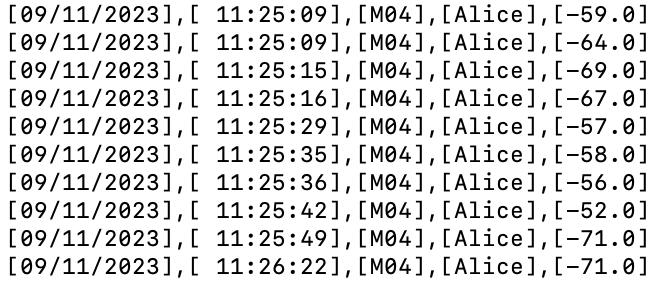 [09/11/2023],[ 11:25:09],[M04],[Alice],[-59.0]
[09/11/2023],[ 11:25:09],[M04],[Alice],[-64.0]
[09/11/2023],[ 11:25:15],[M04],[Alice],[-69.0]
[09/11/2023],[ 11:25:16],[M04],[Alice],[-67.0]
[09/11/2023],[ 11:25:29],[M04],[Alice],[-57.0]
[09/11/2023],[ 11:25:35],[M04],[Alice],[-58.0]
[09/11/2023],[ 11:25:36],[M04],[Alice],[-56.0]
[09/11/2023],[ 11:25:42],[M04],[Alice],[-52.0]
[09/11/2023],[ 11:25:49],[M04],[Alice],[-71.0]
[09/11/2023],[ 11:26:22],[M04],[Alice],[-71.0]